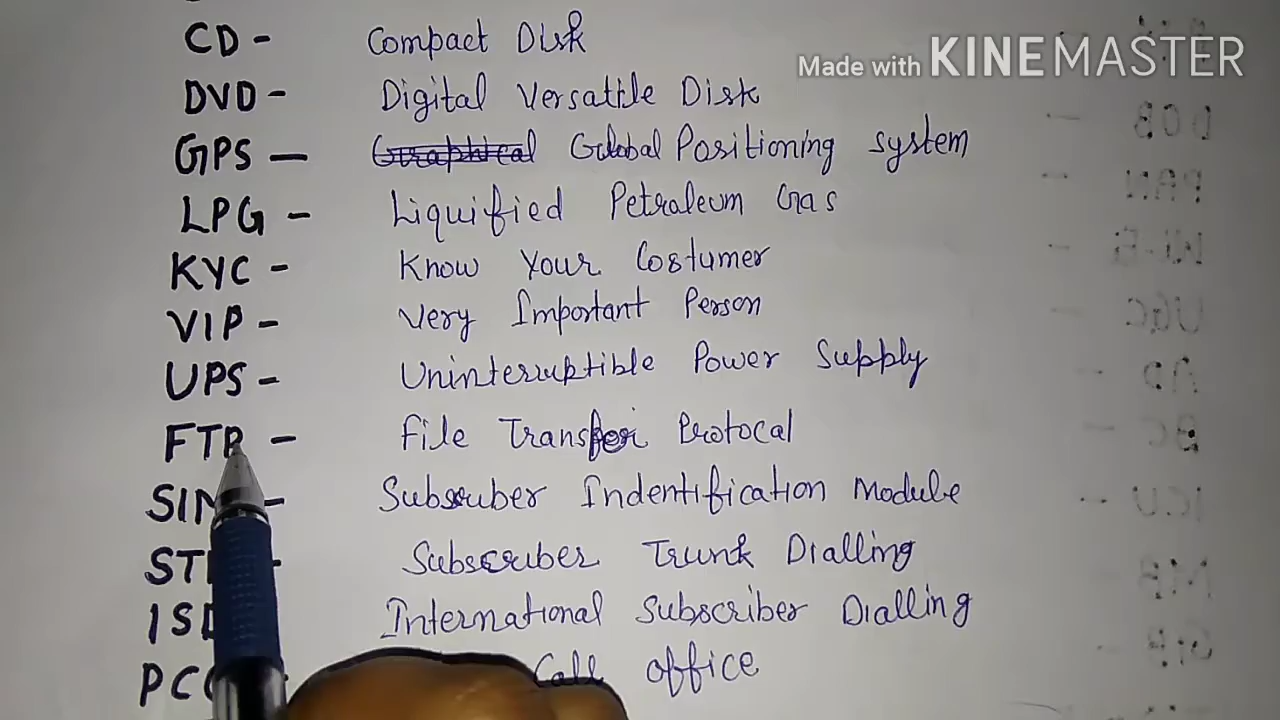 Made with KINEMASTER
CD - Compact Disk
DVD - Digital Versatile Disk
GPS - Graphical Global Positioning system
LPG - Liquified Petraleum Gas
KYC - Know Your Costumer
VIP - Very Important Person
UPS - Uninterruptible Power Supply
FTP - File Transfer Protocal
SIM - Subscuber Indentification Module
ST - Subscruber Trunk Dialling
ISD - International Subscriber Dialling
PC Call office